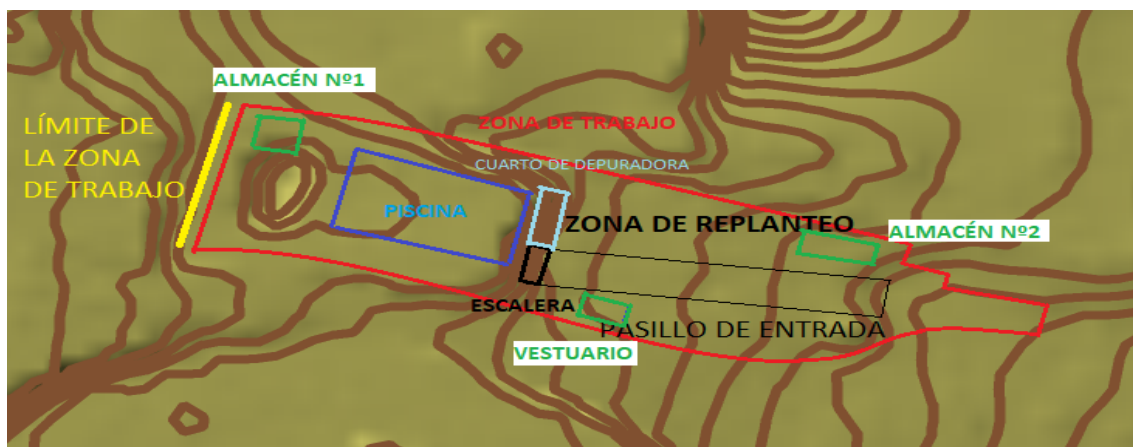 ALMACÉN Nº1
LÍMITE DE
LA ZONA
DE TRABAJO
ZONA DE TRABAJO
CUARTO DE DEPURADORA
PISCINA
ZONA DE REPLANTEO
ALMACÉN Nº2
ESCALERA
PASILLO DE ENTRADA
VESTUARIO